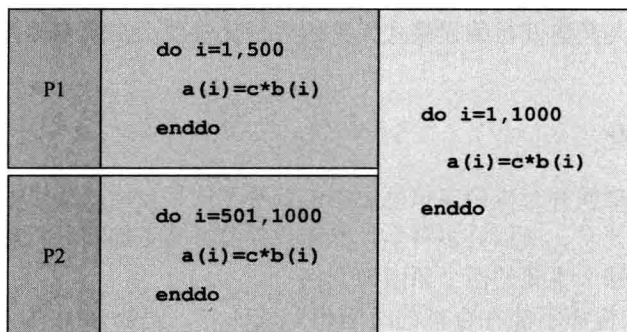 P1
do i=1,500
a(i)=c*b(i)
enddo
P2
do i=501,1000
a(i)=c*b(i)
enddo
do i=1,1000
a(i)=c*b(i)
enddo